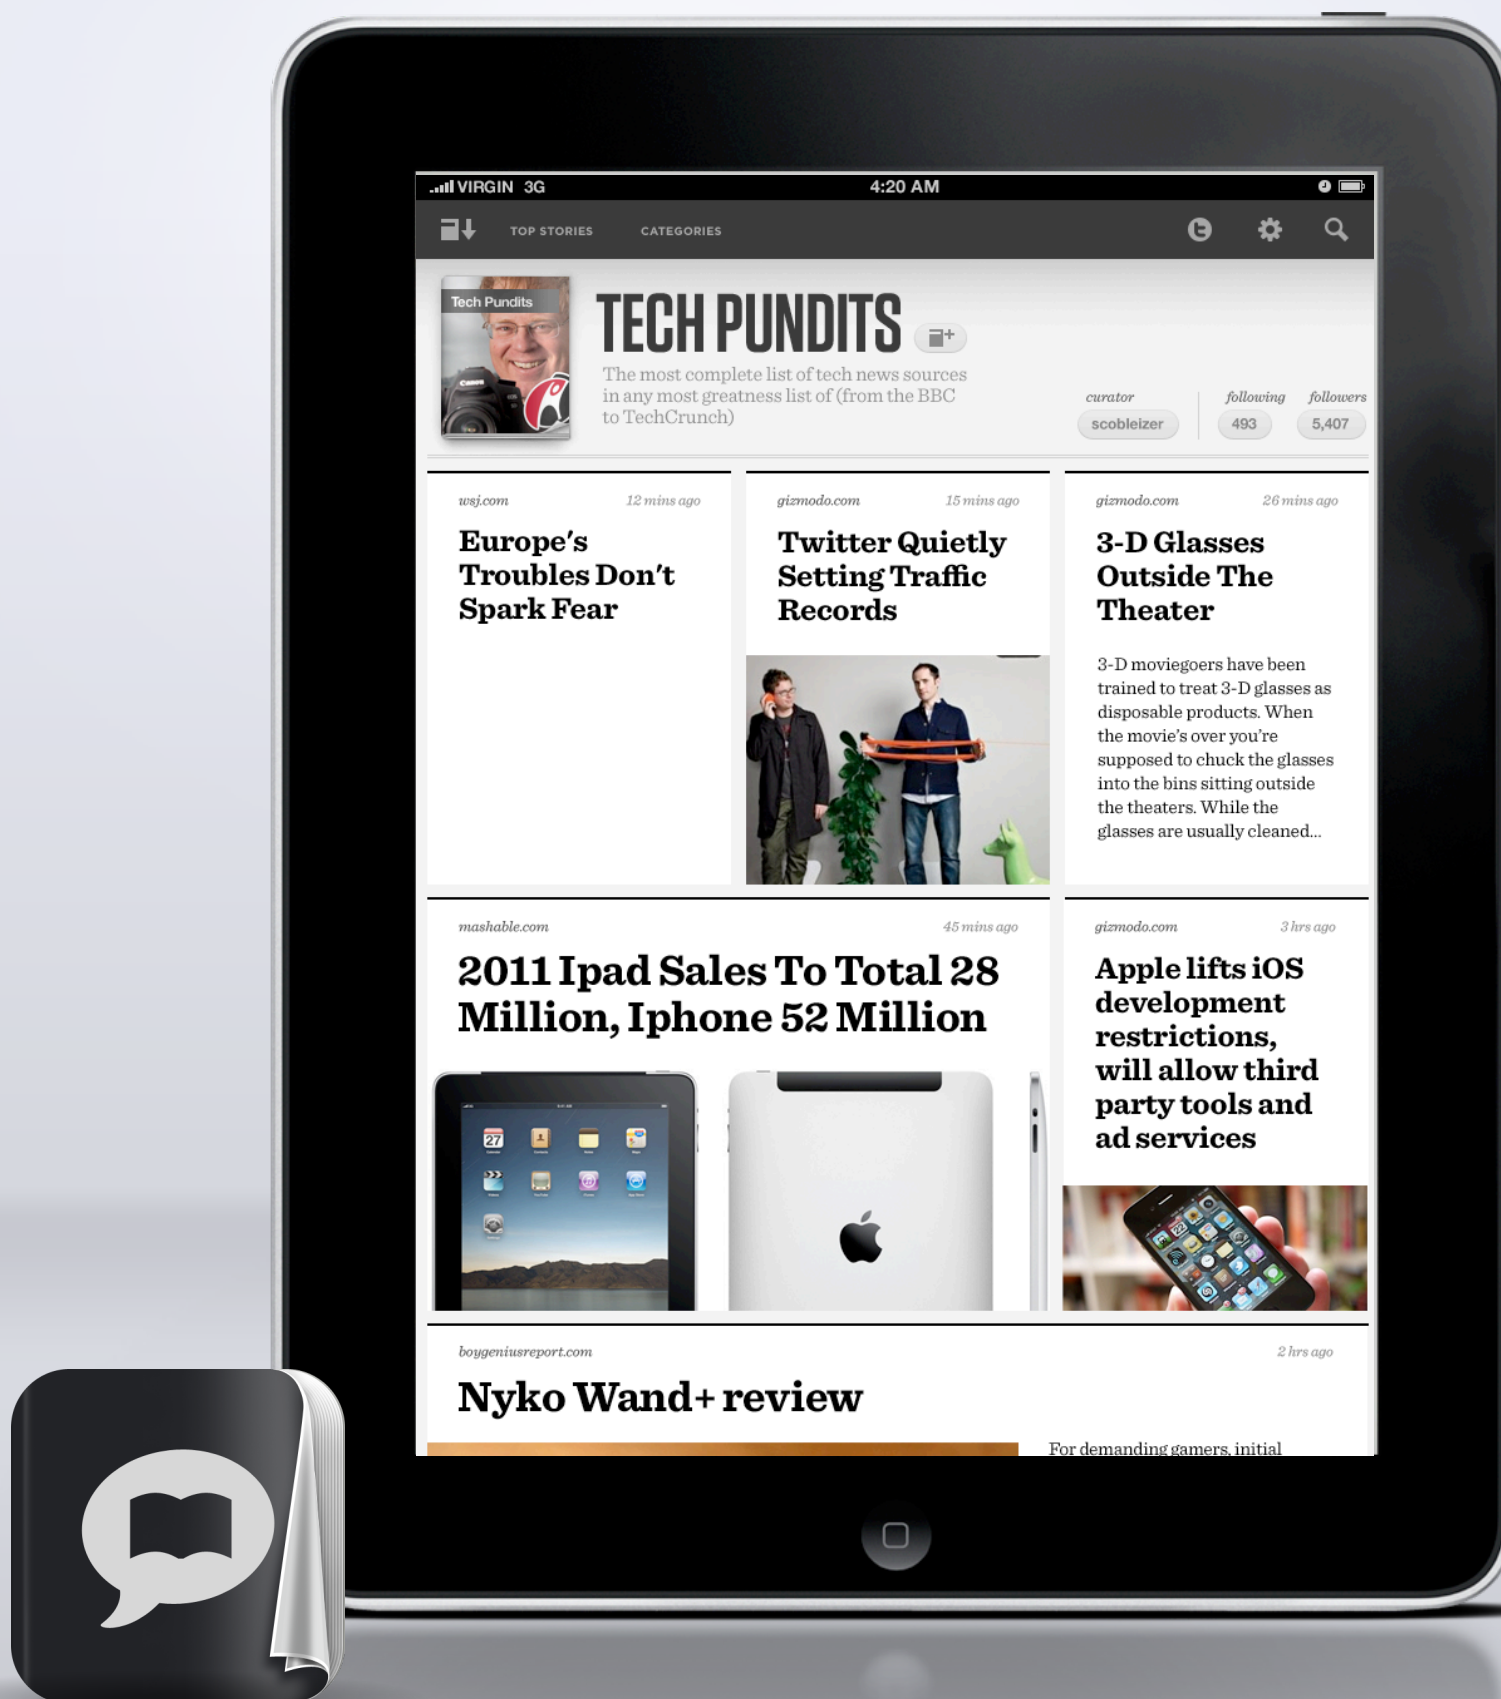 VIRGIN 3G
4:20 AM
TOP STORIES
CATEGORIES
Tech Pundits
Canon
TECH PUNDITS
The most complete list of tech news sources
in any most greatness list of (from the BBC
to TechCrunch)
curator
following
followers
scobleizer
493
5,407
wsj.com
12 mins ago
Europe's
Troubles Don't
Spark Fear
gizmodo.com
15 mins ago
Twitter Quietly
Setting Traffic
Records
gizmodo.com
26 mins ago
3-D Glasses
Outside The
Theater
3-D moviegoers have been
trained to treat 3-D glasses as
disposable products. When
the movie's over you're
supposed to chuck the glasses
into the bins sitting outside
the theaters. While the
glasses are usually cleaned...
mashable.com
45 mins ago
2011 Ipad Sales To Total 28
Million, Iphone 52 Million
27
gizmodo.com
3 hrs ago
Apple lifts iOS
development
restrictions,
will allow third
party tools and
ad services
22
boygeniusreport.com
2 hrs ago
Nyko Wand+ review
For demanding gamers, initial